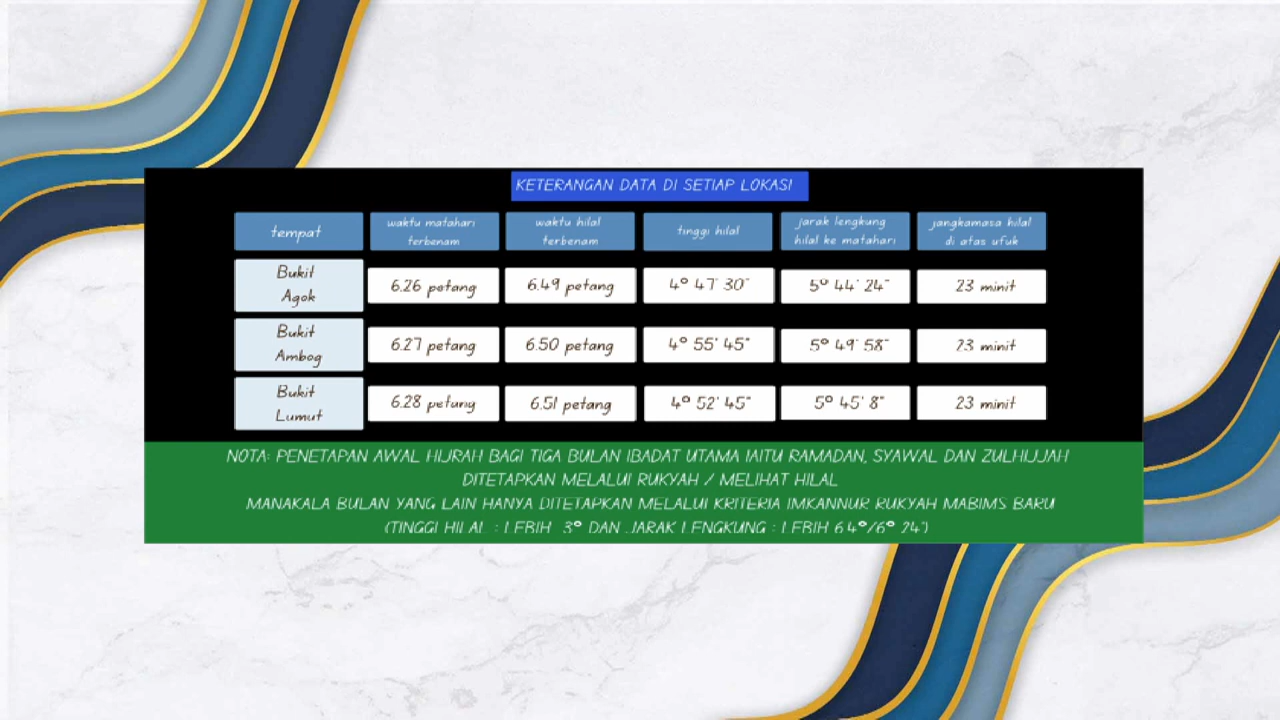 KETERANGAN DATA DI SETIAP LOKASI
tempat
waktu matahari
terbenam
waktu hilal
terbenam
tinggi hilal
jarak lengkung
hilal ke matahari
jangkamasa hilal
di atas ufuk
Bukit
Agok
6.26 petang
6.49 petang
4° 47' 30"
5° 44' 24"
23 minit
Bukit
Ambog
6.27 petang
6.50 petang
4° 55' 45"
5° 49' 58"
23 minit
Bukit
Lumut
6.28 petang
6.51 petang
4° 52' 45"
5° 45' 8"
23 minit
NOTA: PENETAPAN AWAL HIJRAH BAGI TIGA BULAN IBADAT UTAMA IAITU RAMADAN, SYAWAL DAN ZULHIJJAH
DITETAPKAN MELALUI RUKYAH / MELIHAT HILAL
MANAKALA BULAN YANG LAIN HANYA DITETAPKAN MELALUI KRITERIA IMKANNUR RUKYAH MABIMS BARU
(TINGGI HILAL : LEBIH 3° DAN JARAK LENGKUNG : LEBIH 6.4°/6° 24')